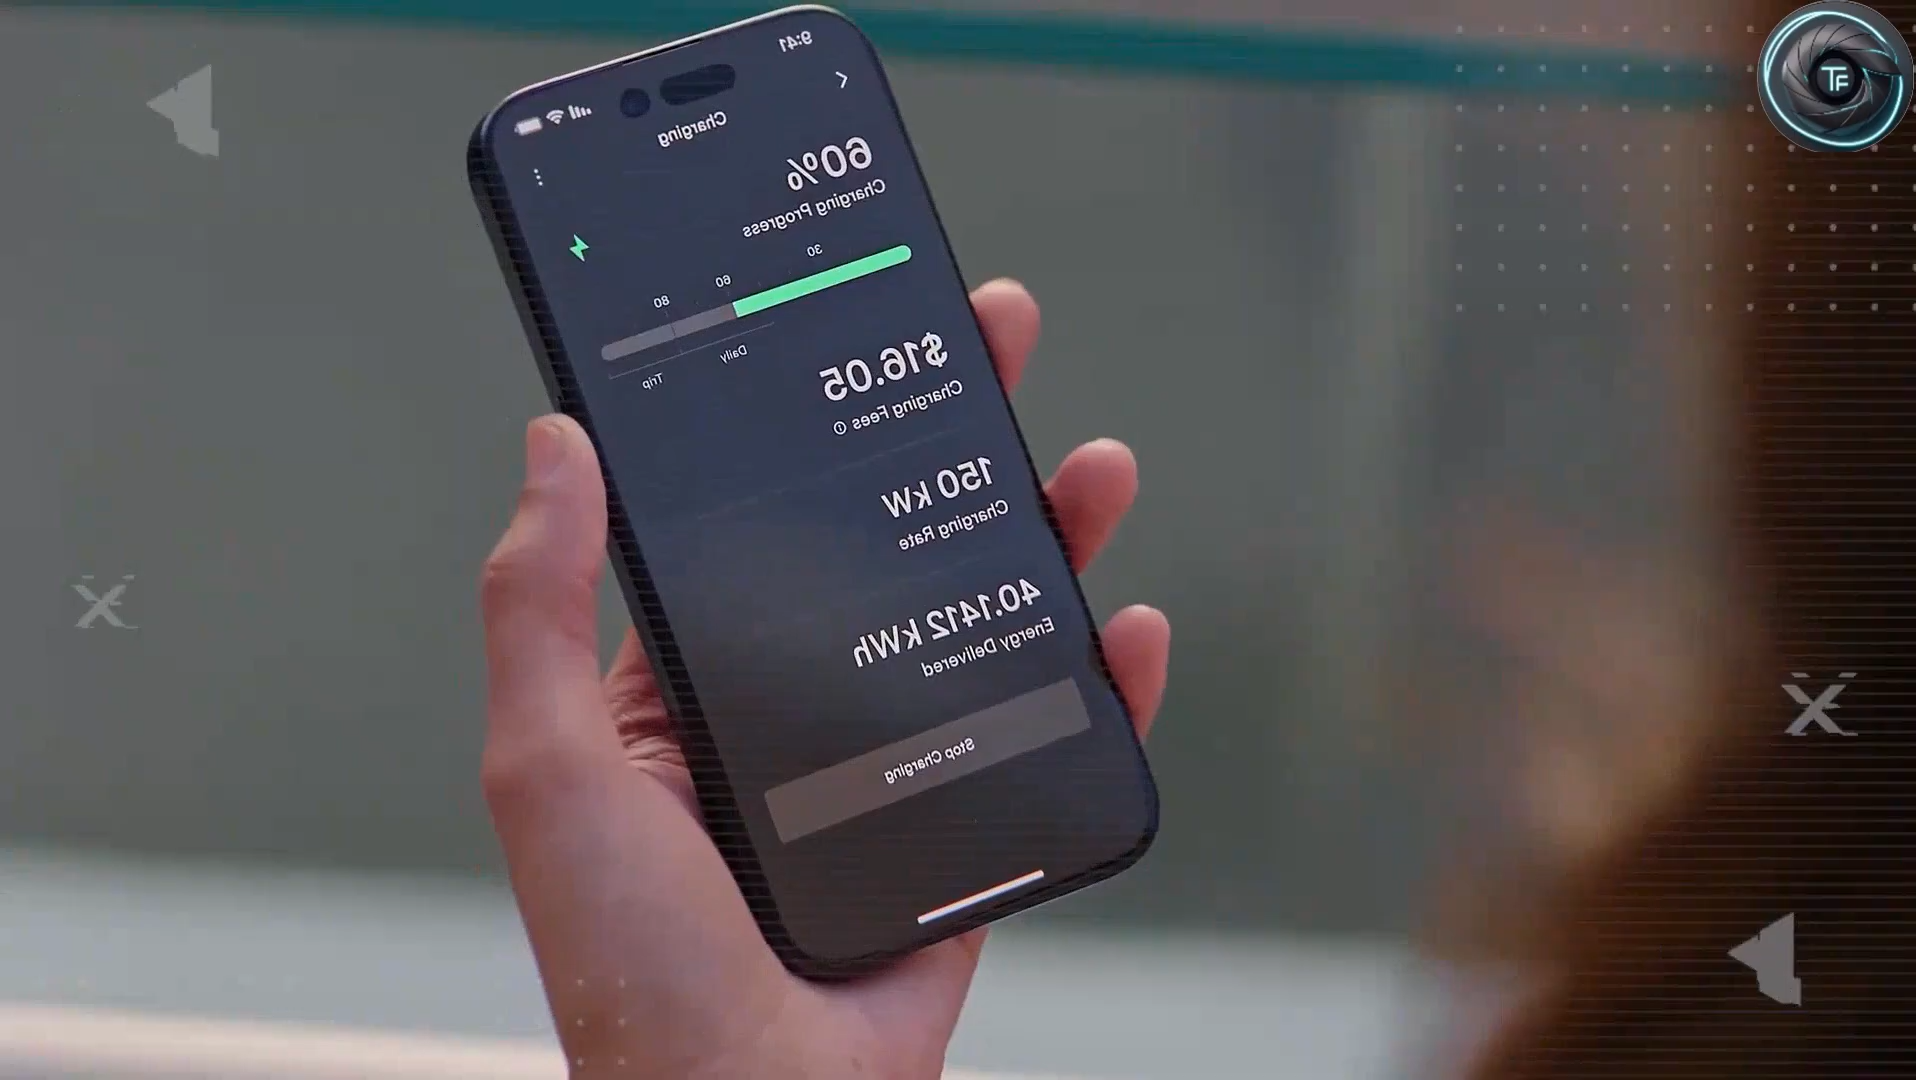 9:41
Charging
60%
Charging Progress
30 60 80
Daily
Trip
$16.05
Charging Fees
150 kW
Charging Rate
40.1412 kWh
Energy Delivered
Stop Charging
TF